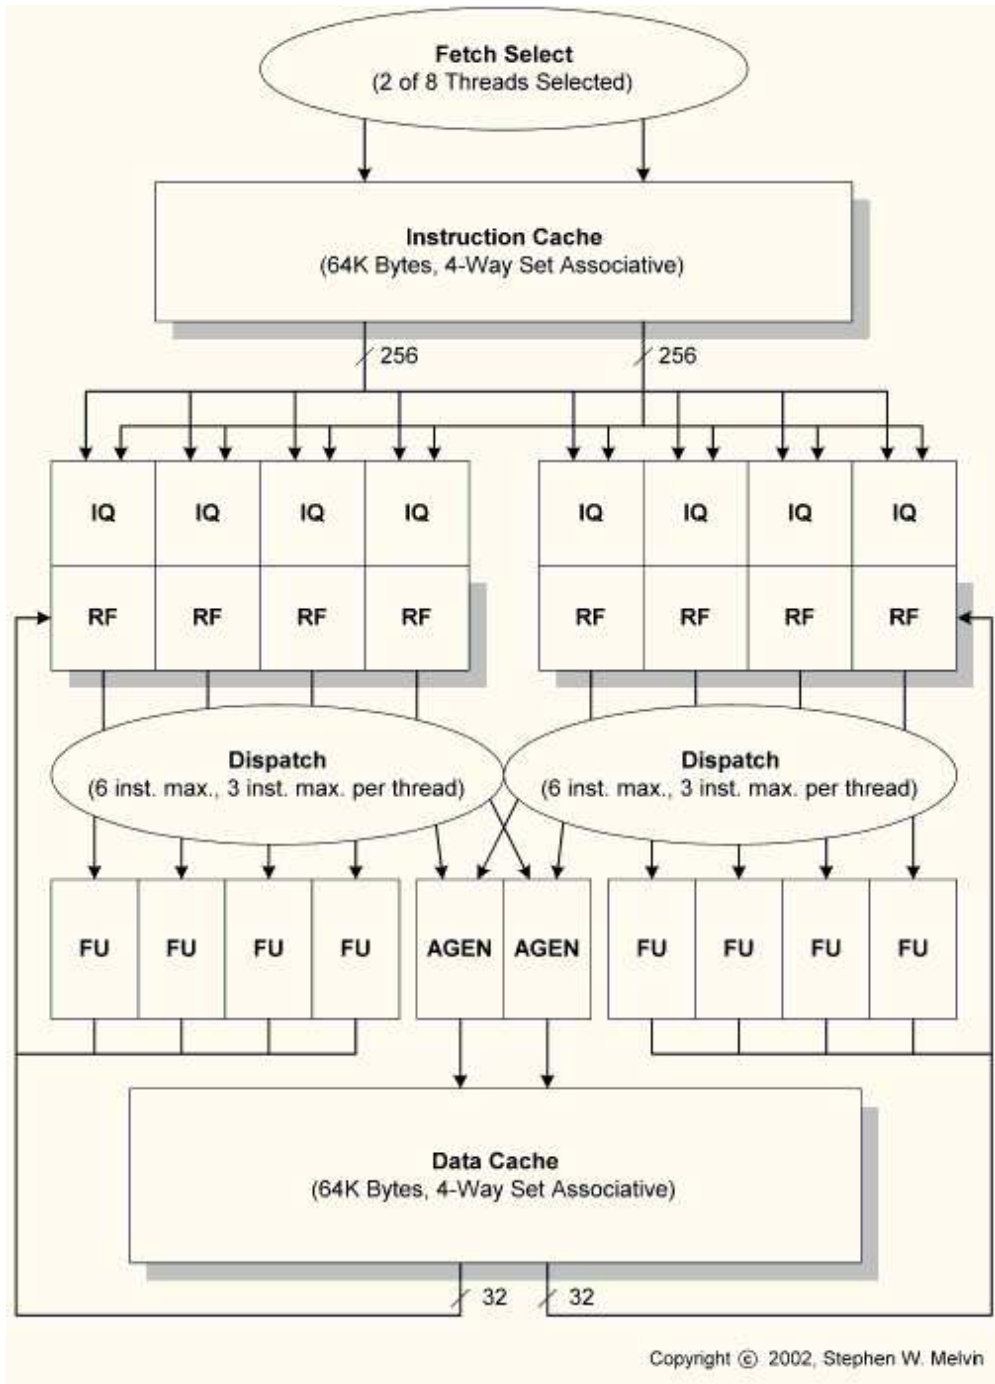 Fetch Select
(2 of 8 Threads Selected)
Instruction Cache
(64K Bytes, 4-Way Set Associative)
256 256
IQ IQ IQ IQ IQ IQ IQ IQ
RF RF RF RF RF RF RF RF
Dispatch
(6 inst. max., 3 inst. max. per thread)
Dispatch
(6 inst. max., 3 inst. max. per thread)
FU FU FU FU AGEN AGEN FU FU FU FU
Data Cache
(64K Bytes, 4-Way Set Associative)
32 32
Copyright © 2002, Stephen W. Melvin